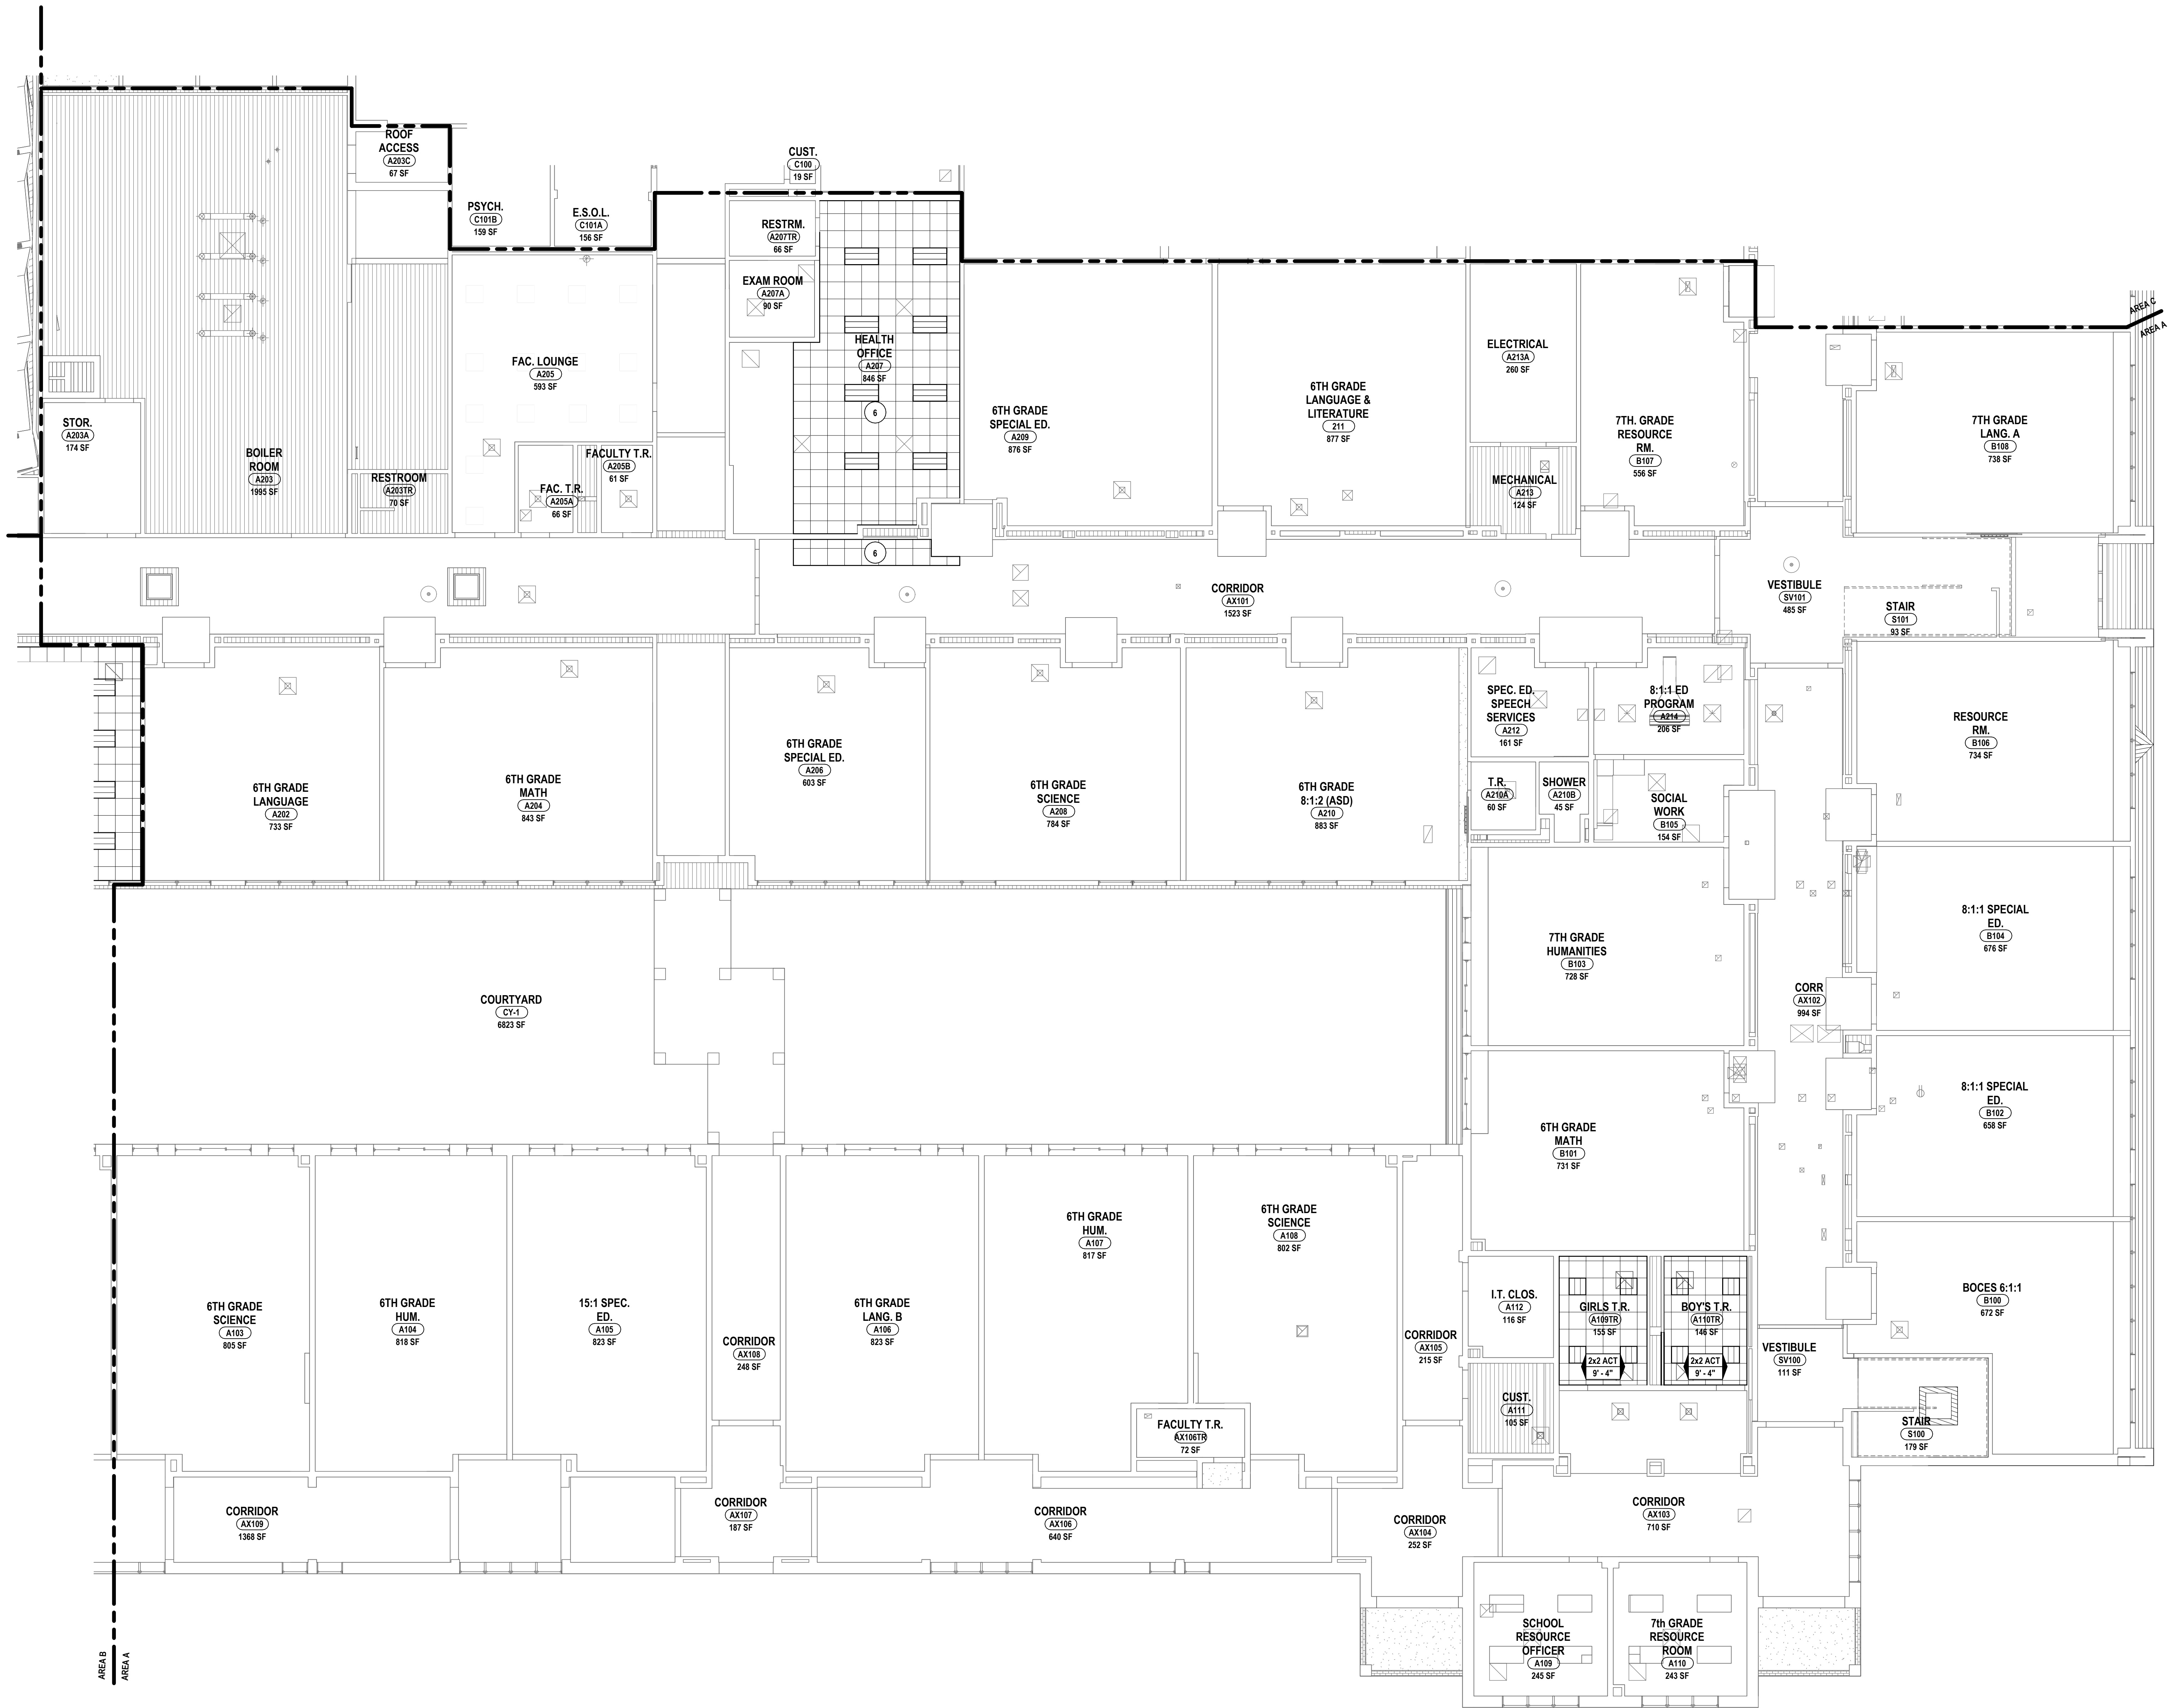 ROOF
ACCESS
A203C
67 SF
CUST.
C100
19 SF
PSYCH.
C101B
159 SF
E.S.O.L.
C101A
156 SF
RESTRM.
A207TR
66 SF
EXAM ROOM
A207A
90 SF
AREA C
AREA A
HEALTH
OFFICE
A207
846 SF
6
6
ELECTRICAL
A213A
260 SF
FAC. LOUNGE
A205
593 SF
6TH GRADE
LANGUAGE &
LITERATURE
211
877 SF
6TH GRADE
SPECIAL ED.
A209
876 SF
7TH. GRADE
RESOURCE
RM.
B107
556 SF
7TH GRADE
LANG. A
B108
738 SF
STOR.
A203A
174 SF
BOILER
ROOM
A203
1995 SF
RESTROOM
A203TR
70 SF
FAC. T.R.
A205A
66 SF
FACULTY T.R.
A205B
61 SF
MECHANICAL
A213
124 SF
CORRIDOR
AX101
1523 SF
VESTIBULE
SV101
485 SF
STAIR
S101
93 SF
SPEC. ED.
SPEECH
SERVICES
A212
161 SF
8:1:1 ED
PROGRAM
A214
206 SF
RESOURCE
RM.
B106
734 SF
6TH GRADE
LANGUAGE
A202
733 SF
6TH GRADE
MATH
A204
843 SF
6TH GRADE
SPECIAL ED.
A206
603 SF
6TH GRADE
SCIENCE
A208
784 SF
6TH GRADE
8:1:2 (ASD)
A210
883 SF
T.R.
A210A
60 SF
SHOWER
A210B
45 SF
SOCIAL
WORK
B105
154 SF
7TH GRADE
HUMANITIES
B103
728 SF
8:1:1 SPECIAL
ED.
B104
676 SF
COURTYARD
CY-1
6823 SF
CORR
AX102
994 SF
8:1:1 SPECIAL
ED.
B102
658 SF
6TH GRADE
MATH
B101
731 SF
6TH GRADE
SCIENCE
A103
805 SF
6TH GRADE
HUM.
A104
818 SF
15:1 SPEC.
ED.
A105
823 SF
CORRIDOR
AX108
248 SF
6TH GRADE
LANG. B
A106
823 SF
6TH GRADE
HUM.
A107
817 SF
6TH GRADE
SCIENCE
A108
802 SF
CORRIDOR
AX105
215 SF
I.T. CLOS.
A112
116 SF
GIRLS T.R.
A109TR
155 SF
2x2 ACT
9' - 4"
BOY'S T.R.
A110TR
146 SF
2x2 ACT
9' - 4"
VESTIBULE
SV100
111 SF
BOCES 6:1:1
B100
672 SF
CUST.
A111
105 SF
FACULTY T.R.
AX106TR
72 SF
STAIR
S100
179 SF
CORRIDOR
AX109
1368 SF
CORRIDOR
AX107
187 SF
CORRIDOR
AX106
640 SF
CORRIDOR
AX104
252 SF
CORRIDOR
AX103
710 SF
SCHOOL
RESOURCE
OFFICER
A109
245 SF
7th GRADE
RESOURCE
ROOM
A110
243 SF
AREA B
AREA A